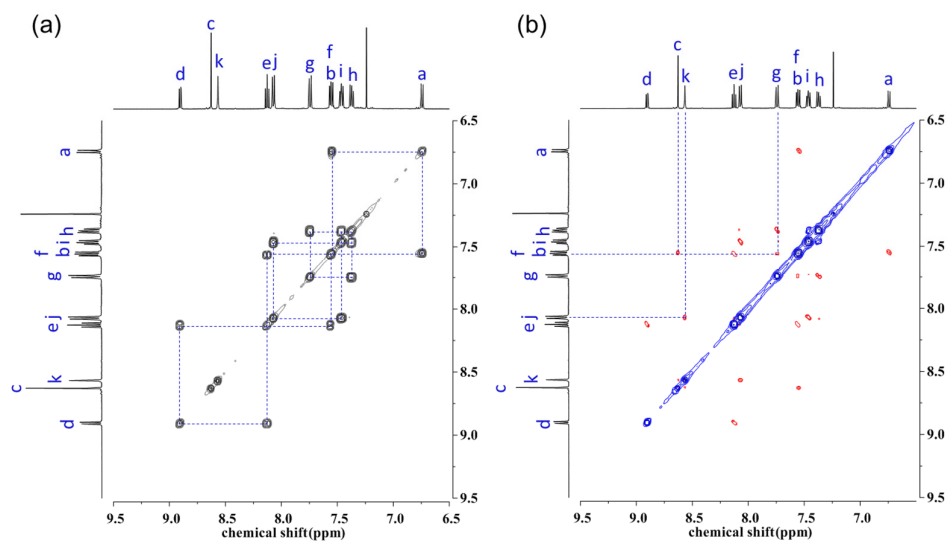 (a)
c
k
d
e j
g
f
b
i
h
a
a
f
b i h
g
e j
k
c
d
6.5
7.0
7.5
8.0
8.5
9.0
9.5
9.5 9.0 8.5 8.0 7.5 7.0 6.5
chemical shift (ppm)
(b)
c
k
d
e j
g
f
b
i
h
a
a
f
b i h
g
e j
k
c
d
6.5
7.0
7.5
8.0
8.5
9.0
9.5
9.5 9.0 8.5 8.0 7.5 7.0
chemical shift (ppm)